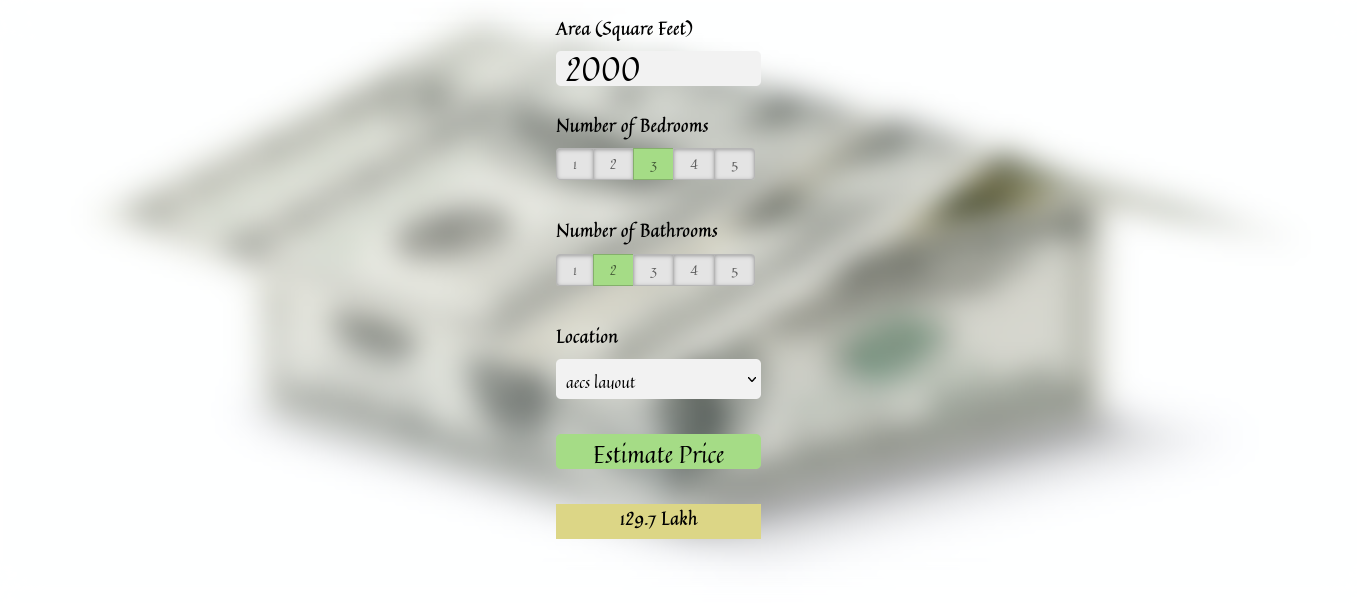 Area (Square Feet)
2000
Number of Bedrooms
1 2 3 4 5
Number of Bathrooms
1 2 3 4 5
Location
aecs layout
Estimate Price
129.7 Lakh